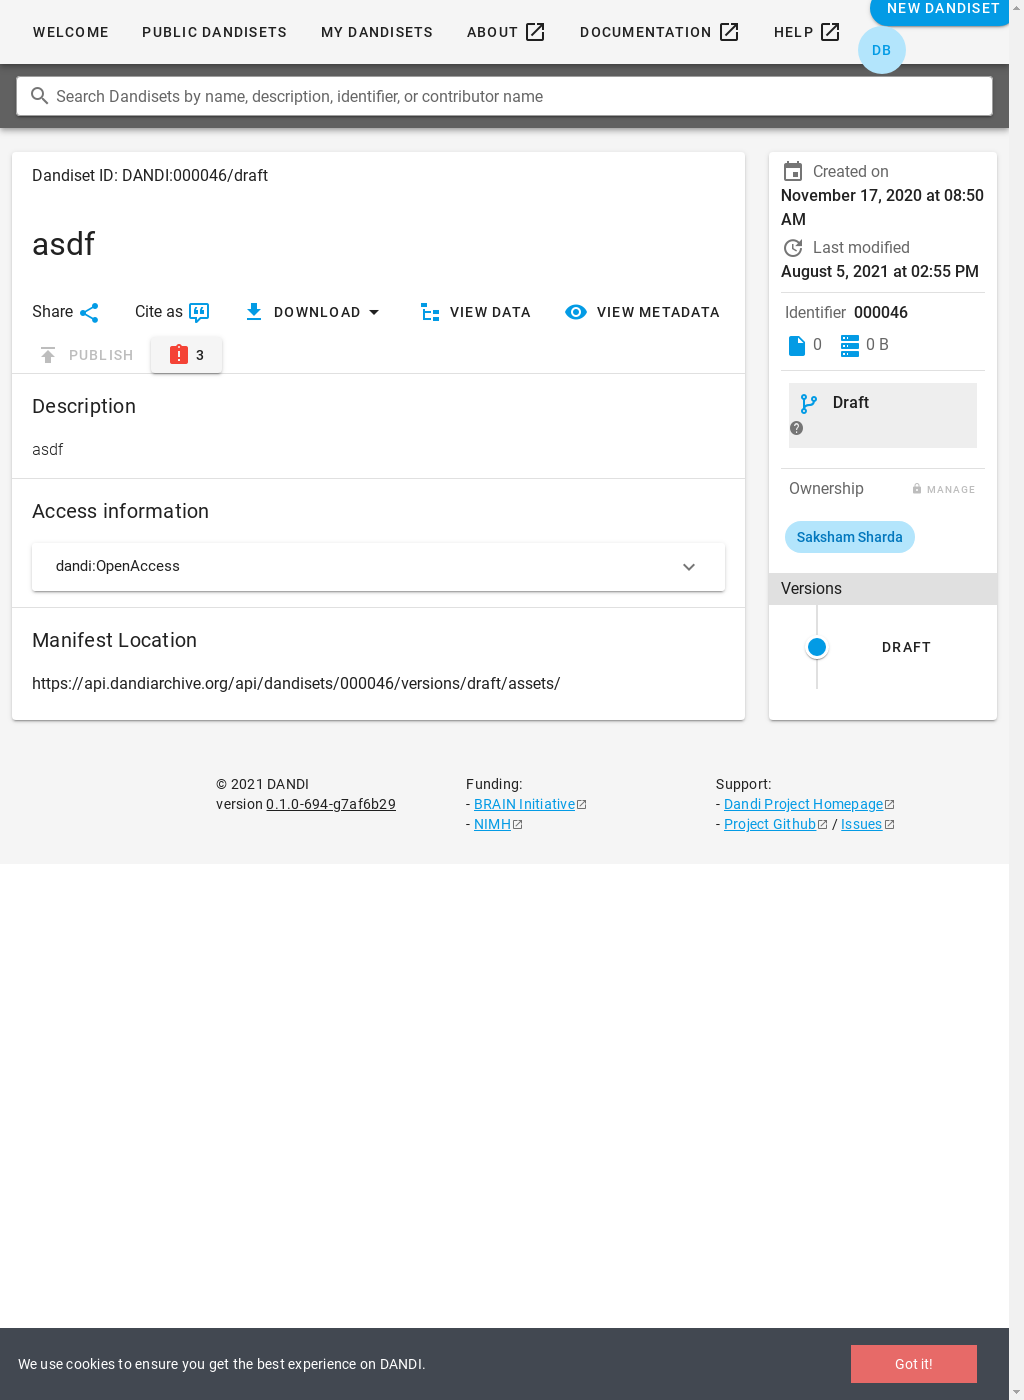 WELCOME
PUBLIC DANDISETS
MY DANDISETS
ABOUT
DOCUMENTATION
HELP
NEW DANDISET
DB
Search Dandisets by name, description, identifier, or contributor name
Dandiset ID: DANDI:000046/draft
asdf
Share
Cite as
DOWNLOAD
VIEW DATA
VIEW METADATA
PUBLISH
3
Description
asdf
Access information
dandi:OpenAccess
Manifest Location
https://api.dandiarchive.org/api/dandisets/000046/versions/draft/assets/
Created on
November 17, 2020 at 08:50
AM
Last modified
August 5, 2021 at 02:55 PM
Identifier 000046
0
0 B
Draft
Ownership
MANAGE
Saksham Sharda
Versions
DRAFT
© 2021 DANDI
version 0.1.0-694-g7af6b29
Funding:
- BRAIN Initiative
- NIMH
Support:
- Dandi Project Homepage
- Project Github / Issues
We use cookies to ensure you get the best experience on DANDI.
Got it!